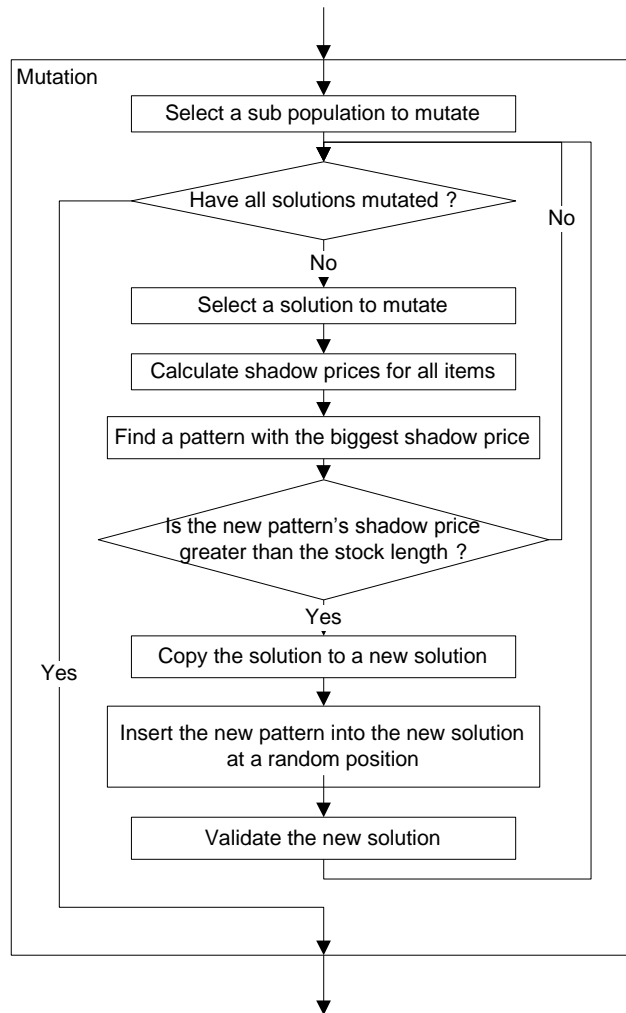 Mutation
Select a sub population to mutate
Have all solutions mutated ?
No
No
Select a solution to mutate
Calculate shadow prices for all items
Find a pattern with the biggest shadow price
Is the new pattern's shadow price
greater than the stock length ?
Yes
Copy the solution to a new solution
Yes
Insert the new pattern into the new solution
at a random position
Validate the new solution